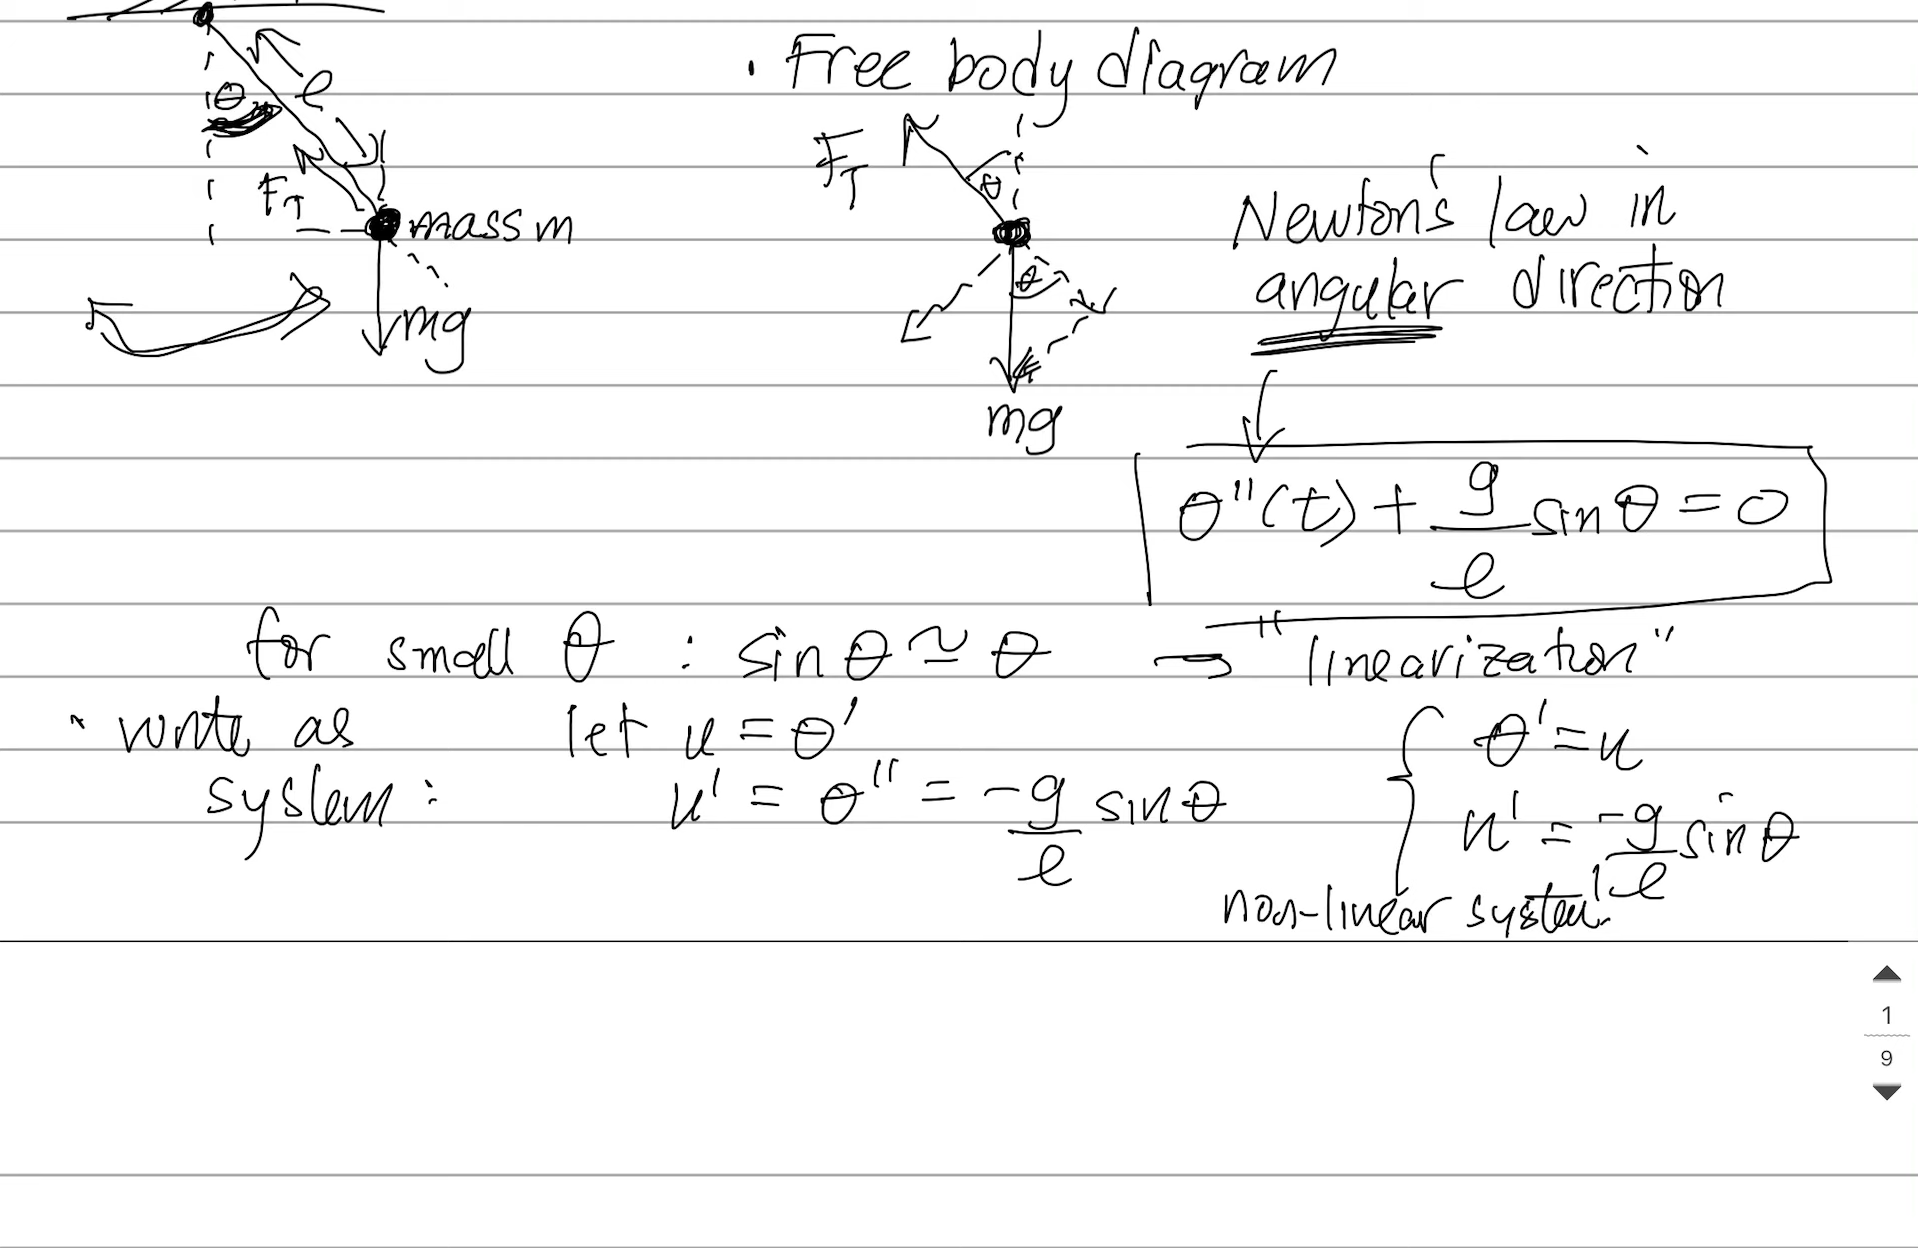 θ ℓ
F_T
mass m
mg
• Free body diagram
F_T θ
θ
mg
Newton's law in
angular direction
θ''(t) + g/ℓ sin θ = 0
for small θ : sin θ ≃ θ → "linearization"
• write as let u = θ'
system: u' = θ'' = -g/ℓ sin θ
{ θ' = u
u' = -g/ℓ sin θ
non-linear system!
1
9